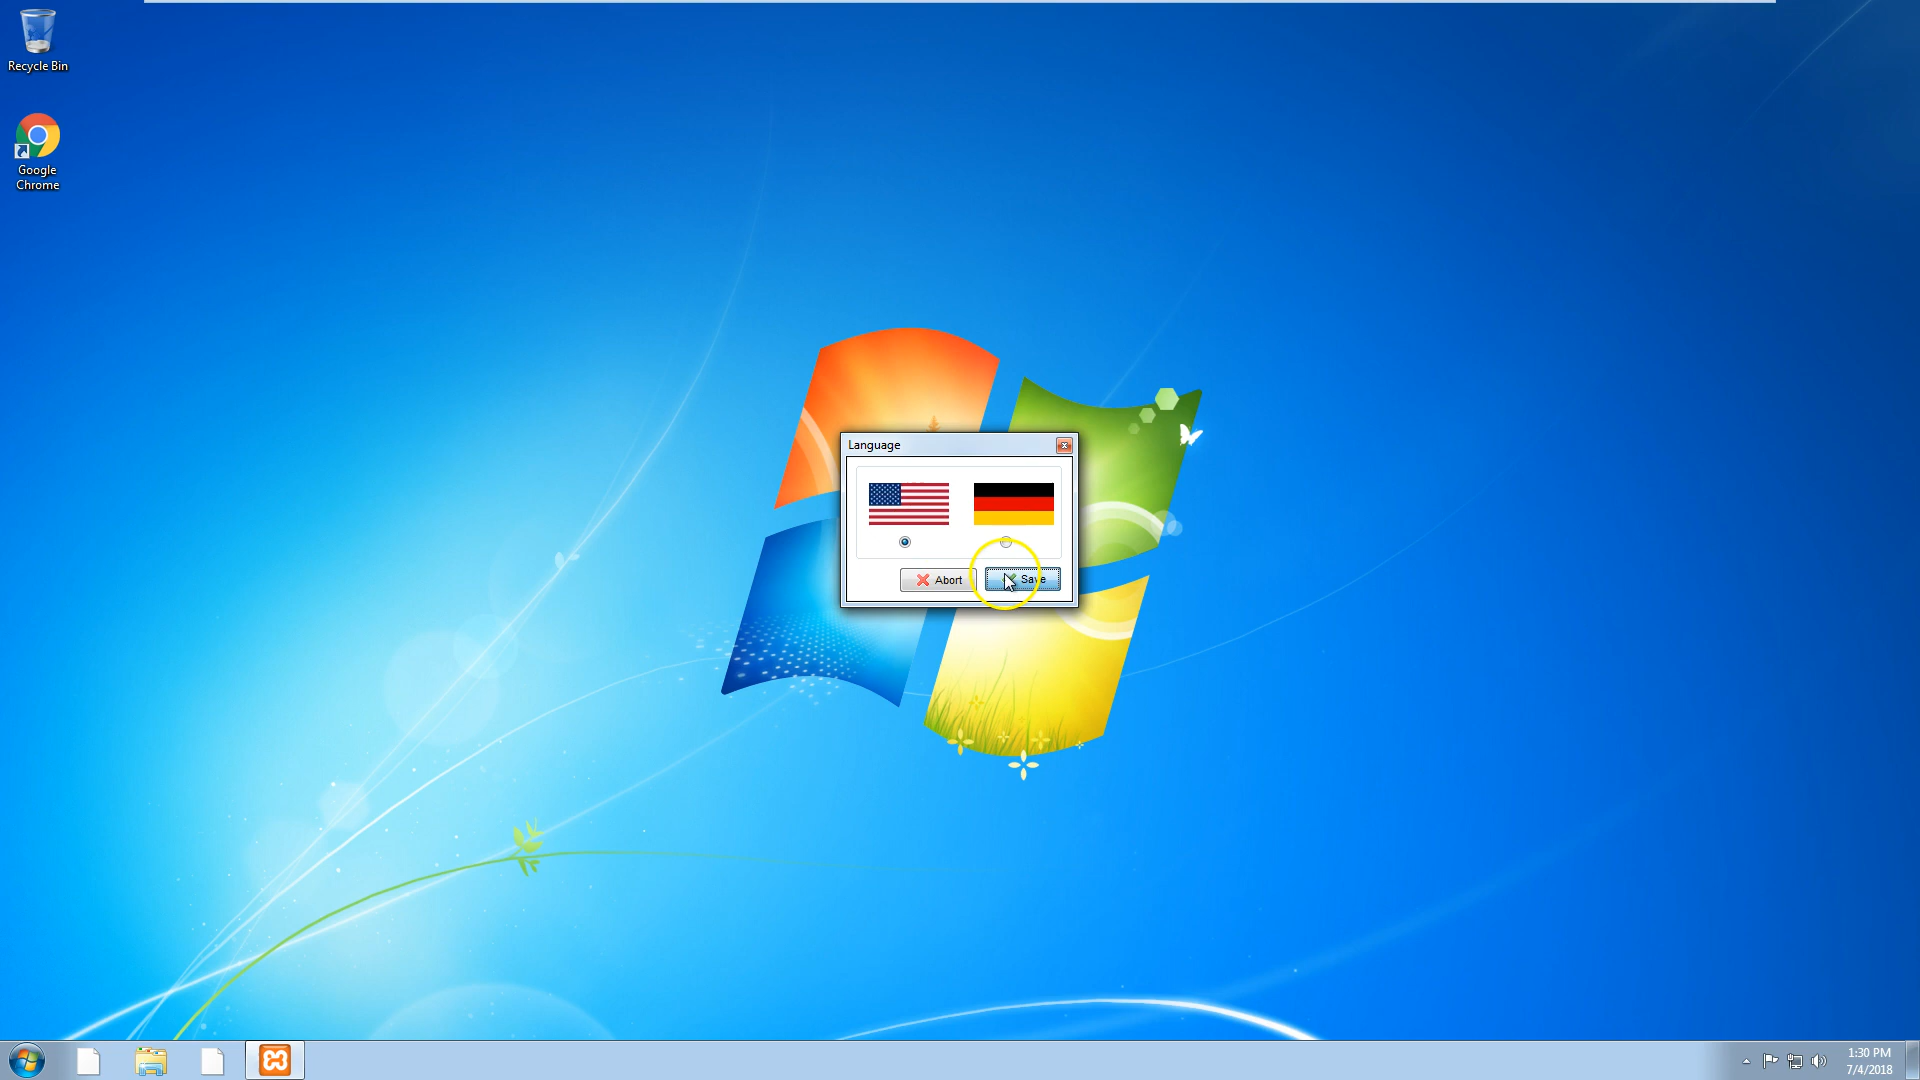 Recycle Bin
Google
Chrome
Language
Abort
Save
1:30 PM
7/4/2018